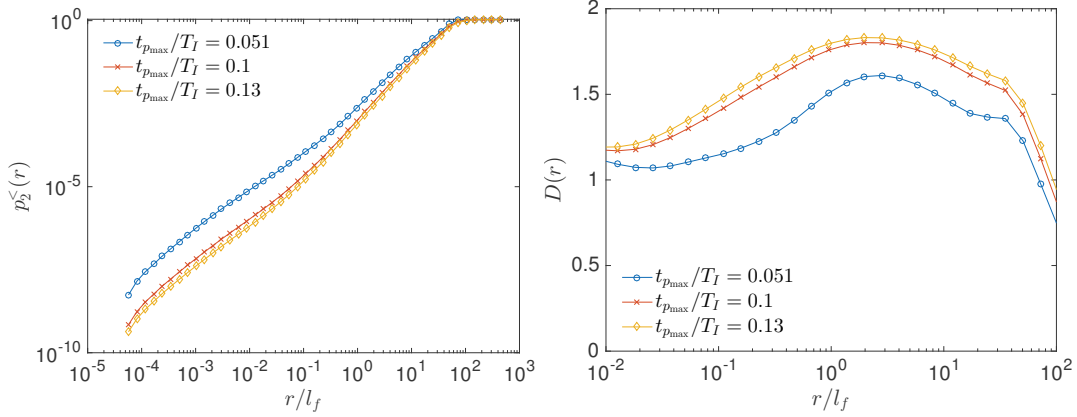 10^0
10^{-5}
10^{-10}
p_2^<(r)
t_{p_max}/T_I = 0.051
t_{p_max}/T_I = 0.1
t_{p_max}/T_I = 0.13
10^{-5} 10^{-4} 10^{-3} 10^{-2} 10^{-1} 10^0 10^1 10^2 10^3
r/l_f
2
1.5
1
0.5
0
D(r)
t_{p_max}/T_I = 0.051
t_{p_max}/T_I = 0.1
t_{p_max}/T_I = 0.13
10^{-2} 10^{-1} 10^0 10^1 10^2
r/l_f